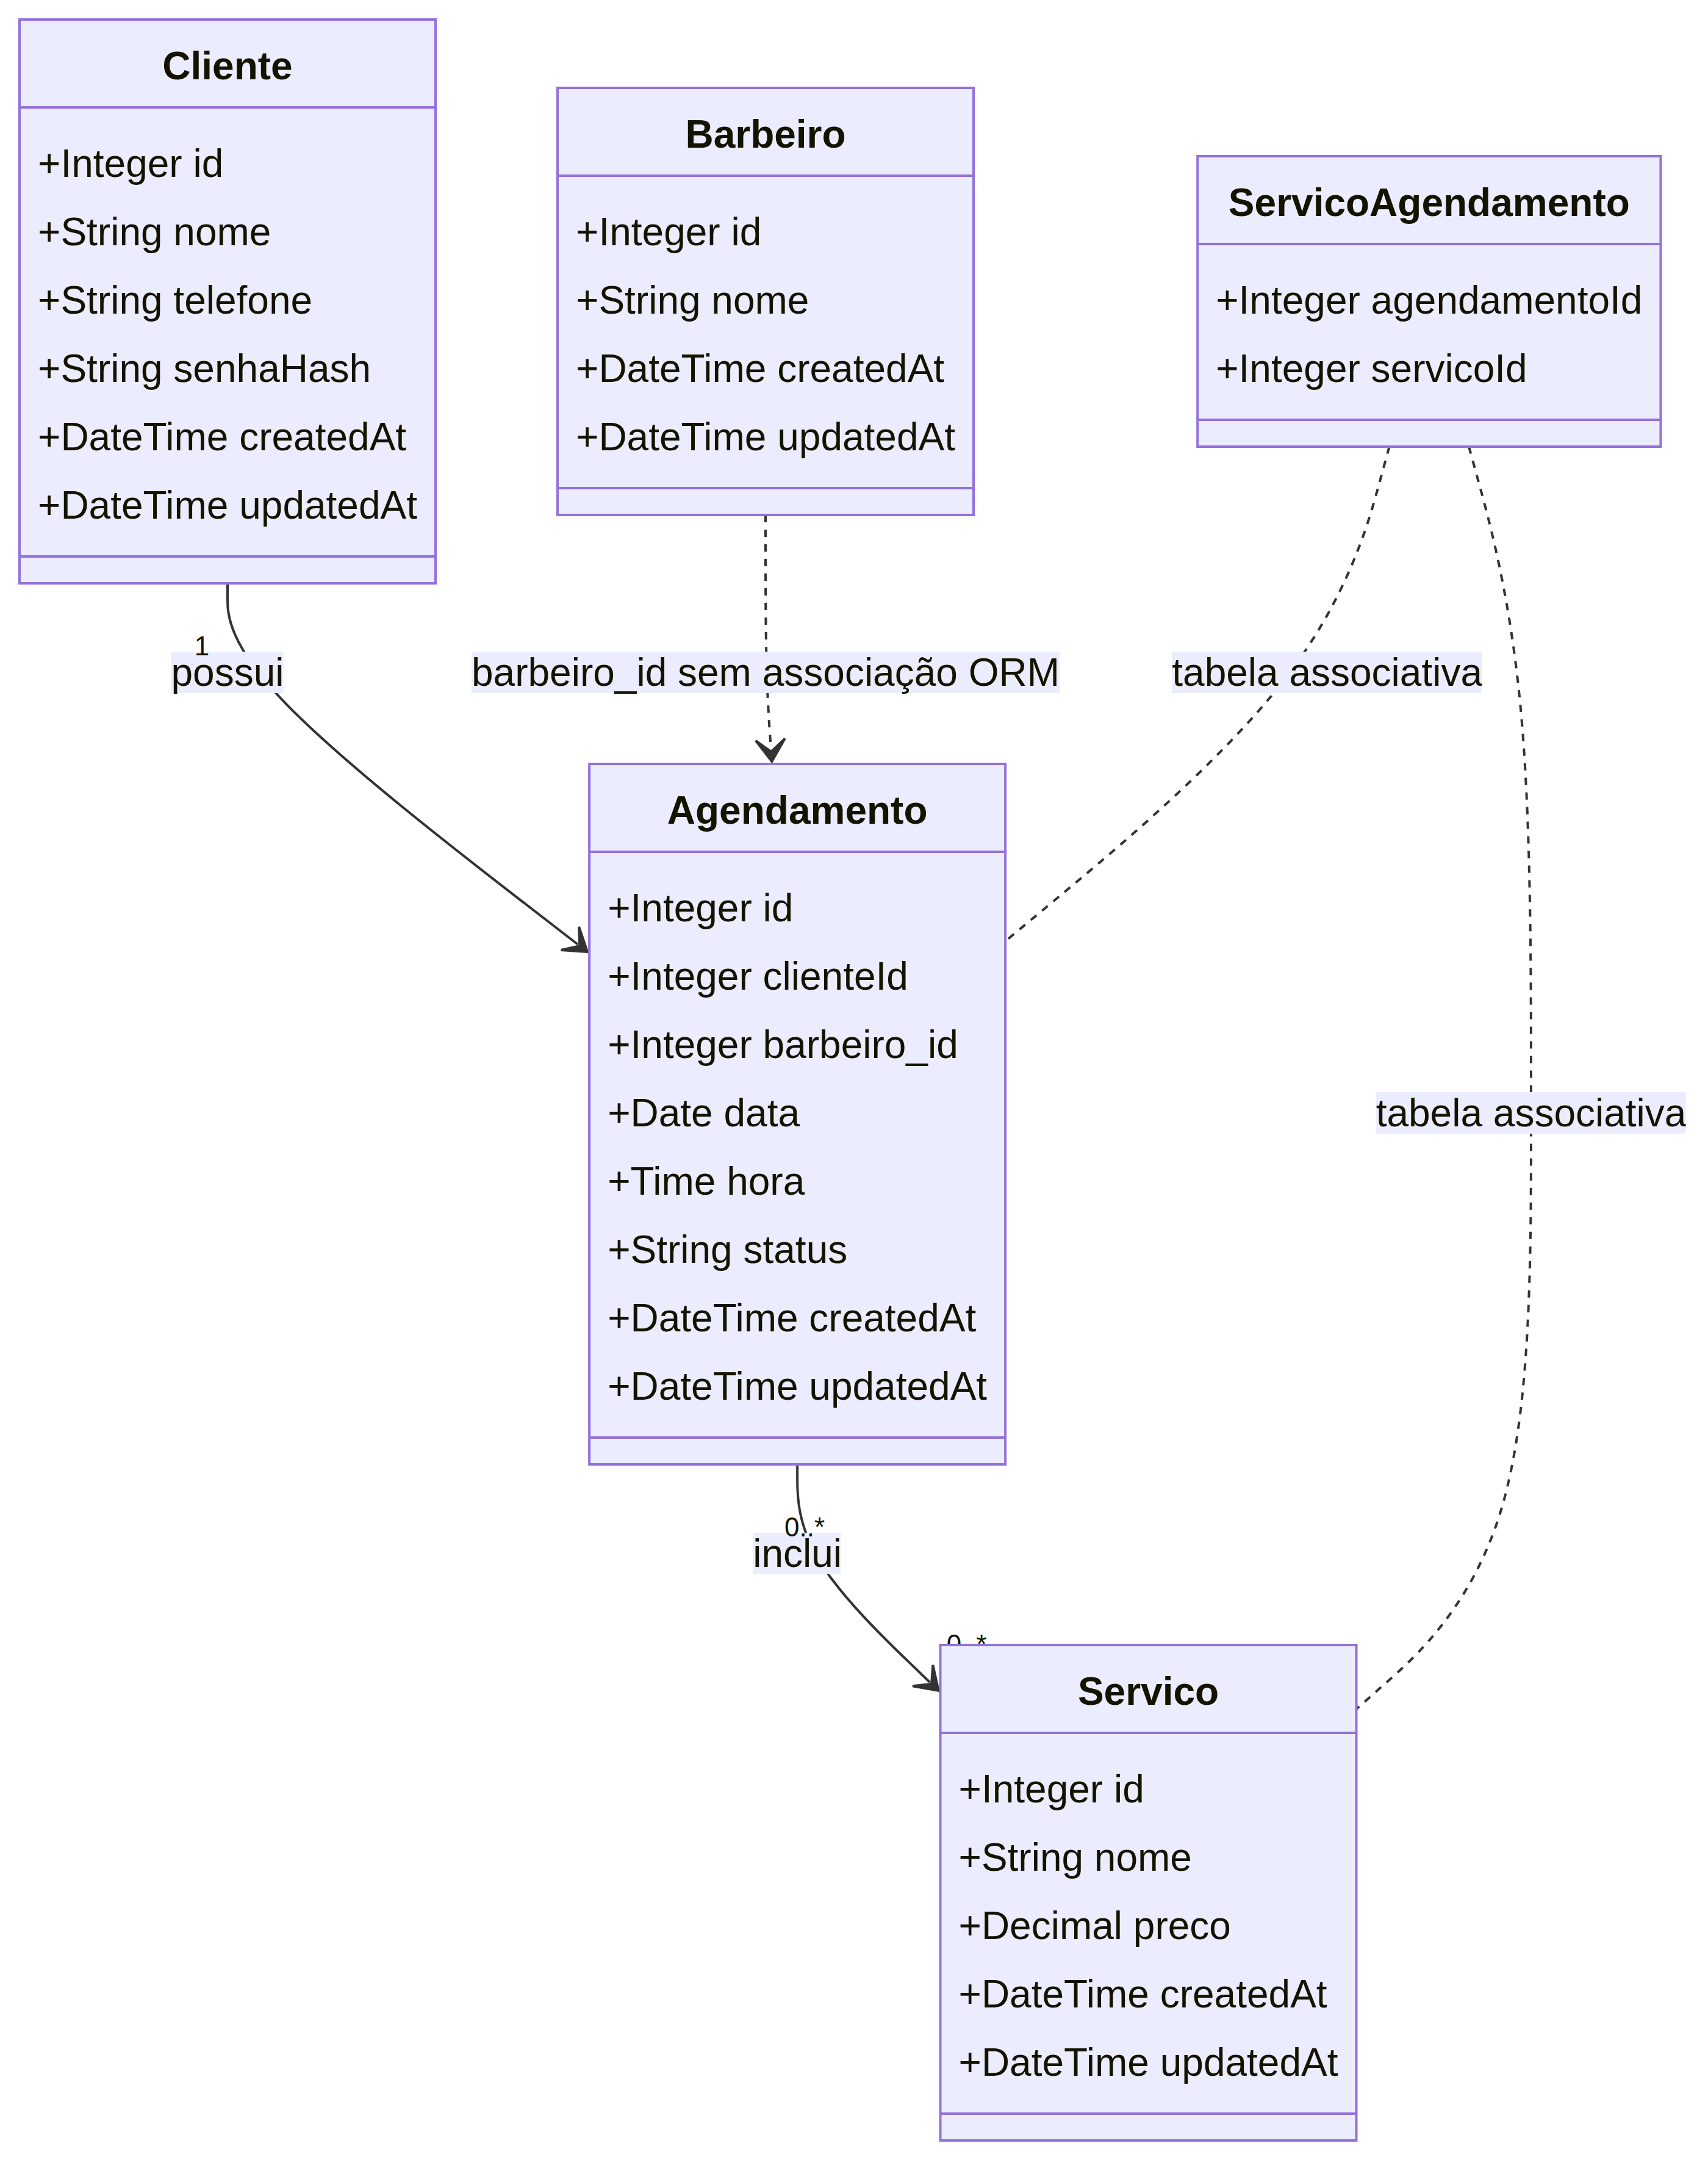 Cliente
+Integer id
+String nome
+String telefone
+String senhaHash
+DateTime createdAt
+DateTime updatedAt
Barbeiro
+Integer id
+String nome
+DateTime createdAt
+DateTime updatedAt
ServicoAgendamento
+Integer agendamentoId
+Integer servicoId
1
possui
barbeiro_id sem associação ORM
tabela associativa
Agendamento
+Integer id
+Integer clienteId
+Integer barbeiro_id
+Date data
+Time hora
+String status
+DateTime createdAt
+DateTime updatedAt
tabela associativa
0..*
inclui
0..*
Servico
+Integer id
+String nome
+Decimal preco
+DateTime createdAt
+DateTime updatedAt